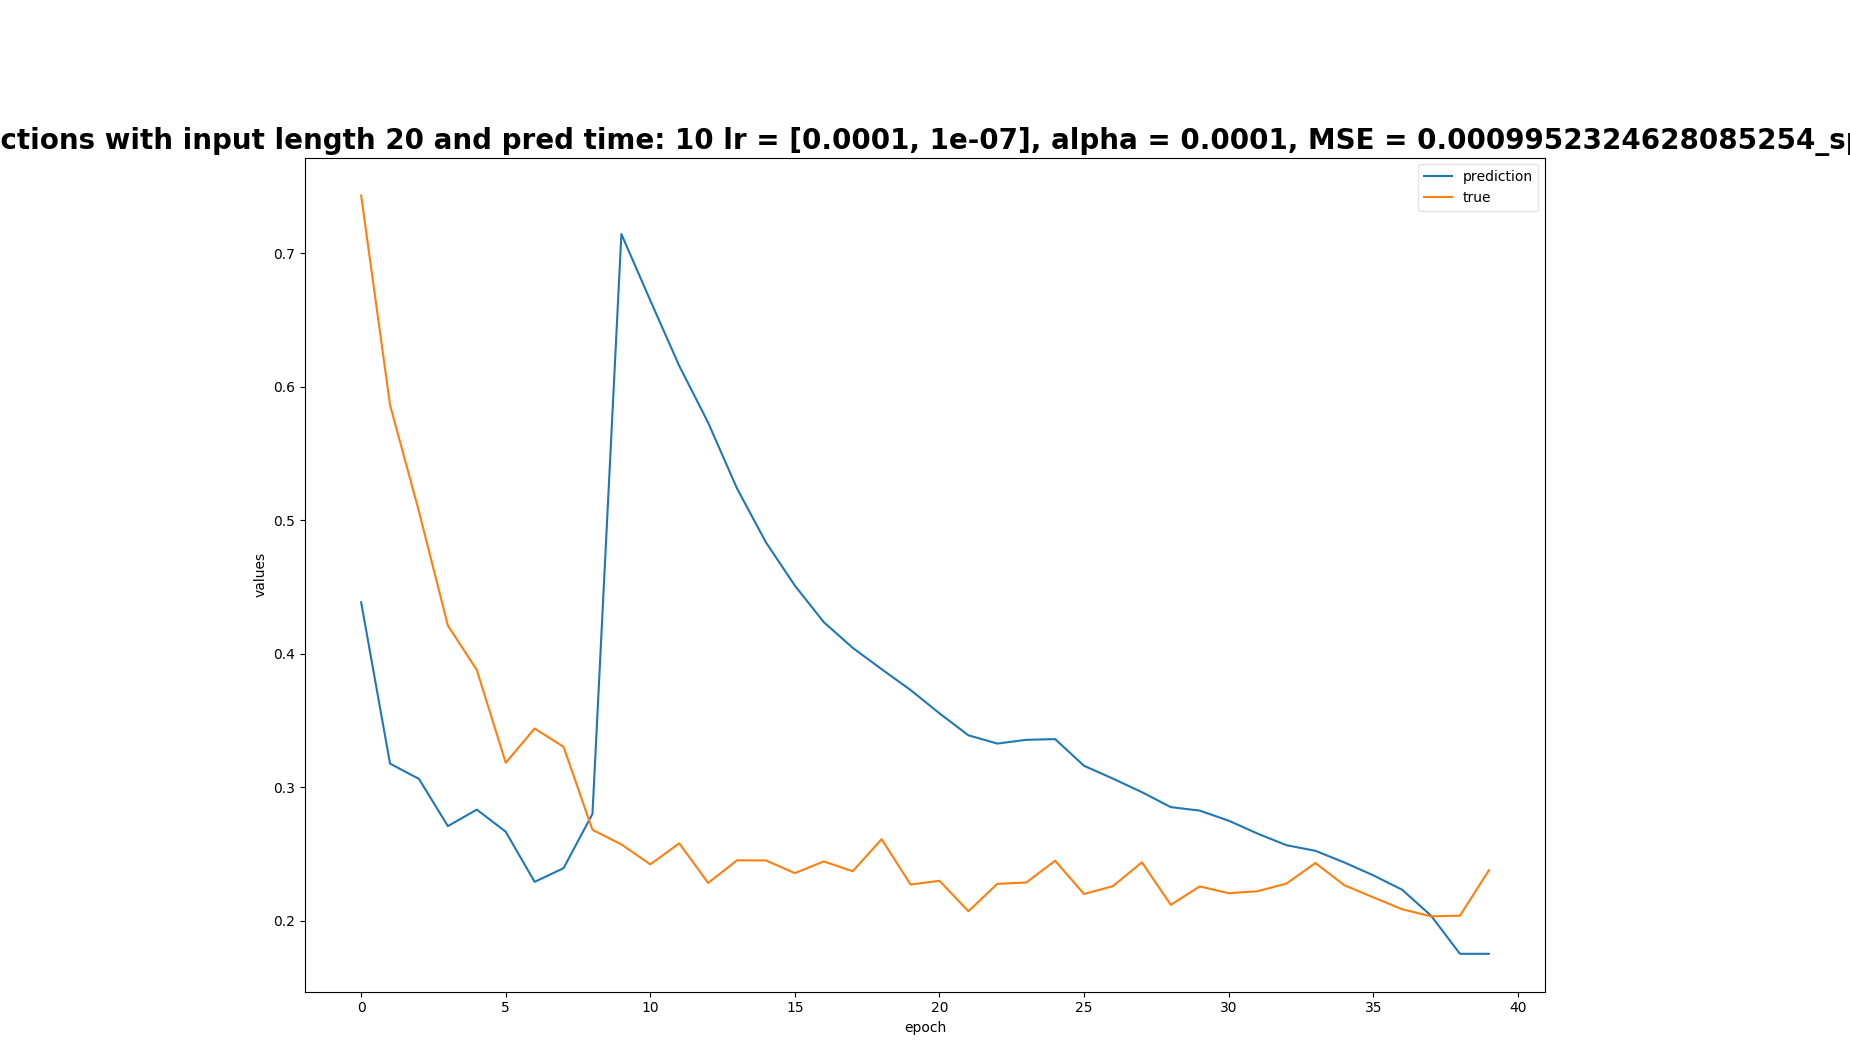 ctions with input length 20 and pred time: 10 lr = [0.0001, 1e-07], alpha = 0.0001, MSE = 0.0009952324628085254_sp
prediction
true
0.7
0.6
0.5
0.4
0.3
0.2
values
0 5 10 15 20 25 30 35 40
epoch